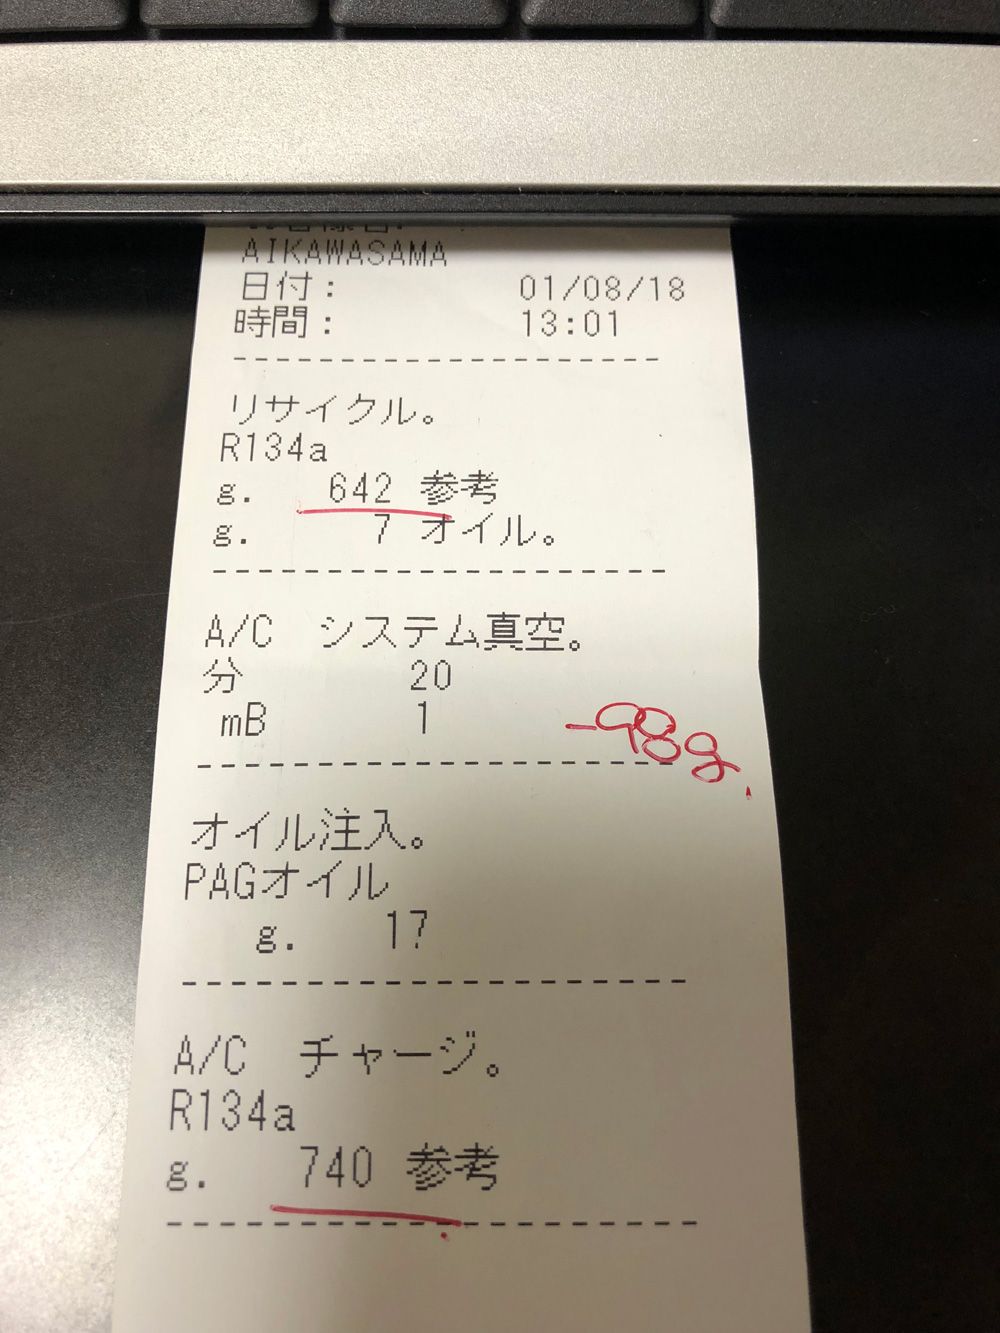 AIKAWASAMA
日付： 01/08/18
時間： 13:01
--------------------
リサイクル。
R134a
g. 642 参考
g. 7 オイル。
--------------------
A/C システム真空。
分 20
mB 1
-98g.
--------------------
オイル注入。
PAGオイル
g. 17
--------------------
A/C チャージ。
R134a
g. 740 参考
--------------------